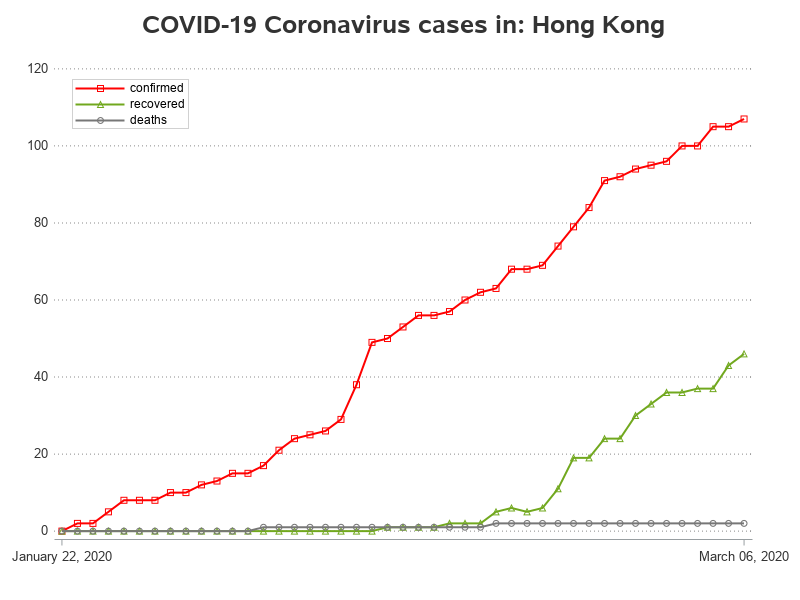 COVID-19 Coronavirus cases in: Hong Kong
120
confirmed
recovered
deaths
100
80
60
40
20
0
January 22, 2020
March 06, 2020